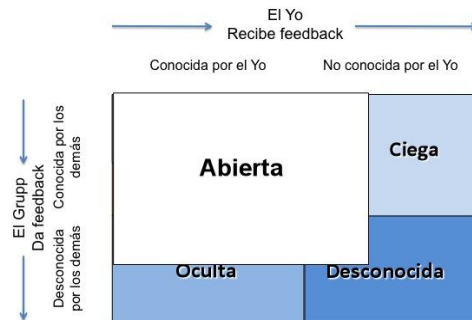 El Yo
Recibe feedback
Conocida por el Yo
No conocida por el Yo
El Grupp
Da feedback
Conocida por los
demás
Desconocida
por los demás
Abierta
Ciega
Oculta
Desconocida